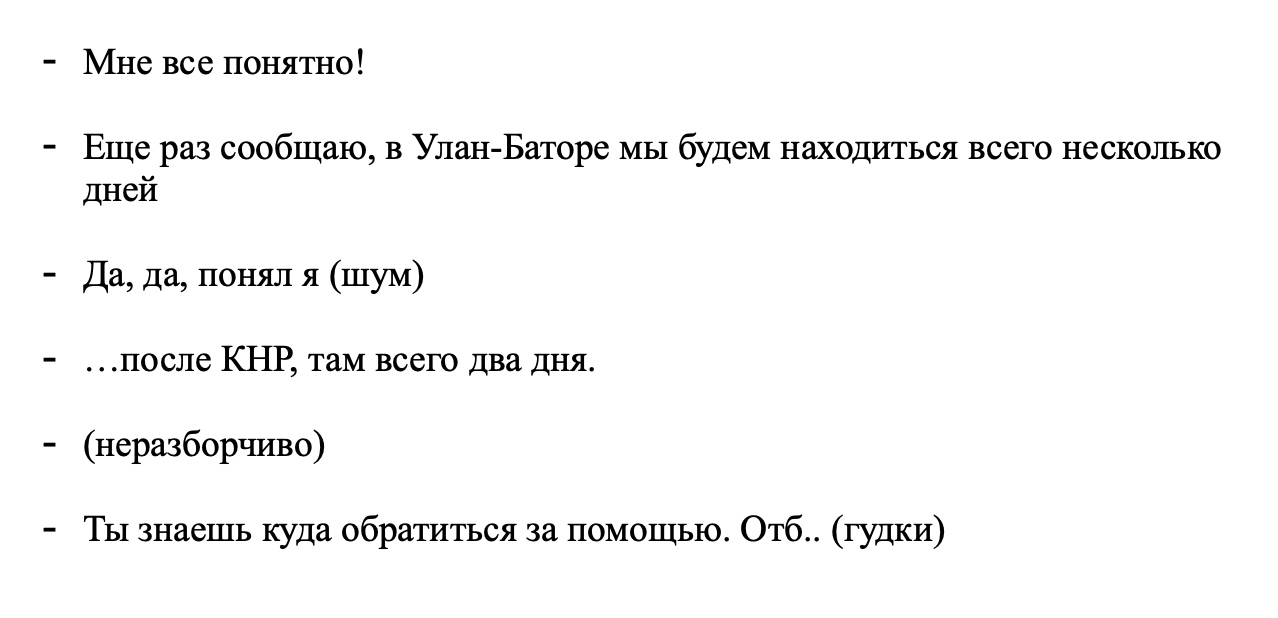 - Мне все понятно!
- Еще раз сообщаю, в Улан-Баторе мы будем находиться всего несколько
дней
- Да, да, понял я (шум)
- …после КНР, там всего два дня.
- (неразборчиво)
- Ты знаешь куда обратиться за помощью. Отб.. (гудки)